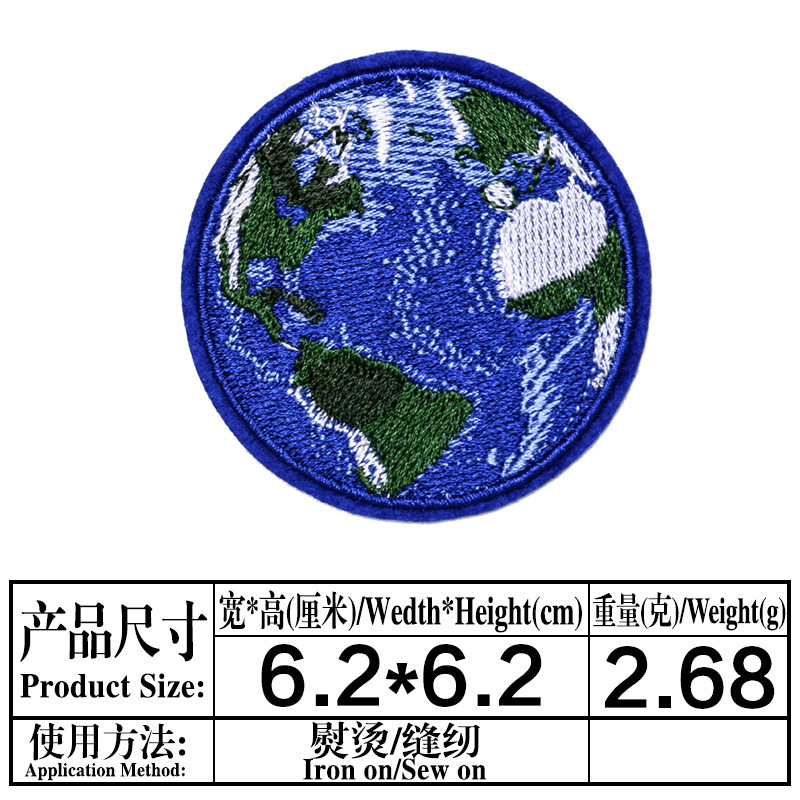 产品尺寸
Product Size:
宽*高(厘米)/Wedth*Height(cm)
重量(克)/Weight(g)
6.2*6.2
2.68
使用方法:
Application Method:
熨烫/缝纫
Iron on/Sew on